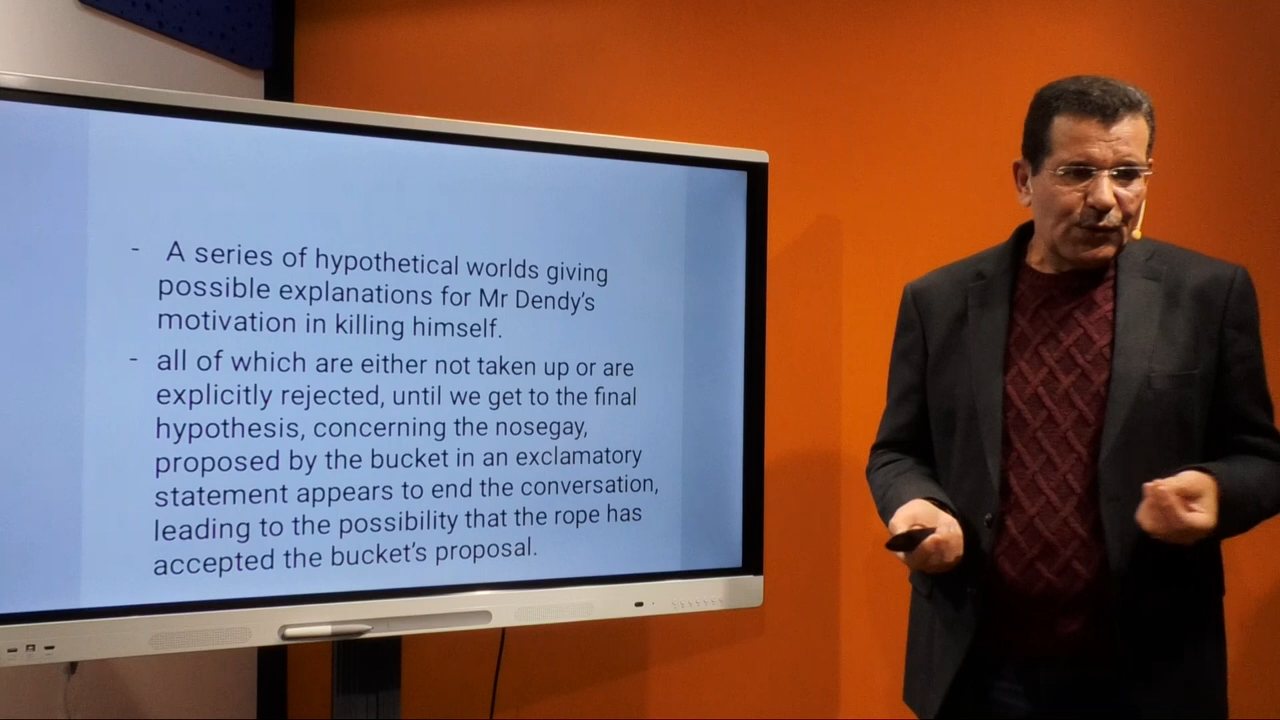 - A series of hypothetical worlds giving
possible explanations for Mr Dendy's
motivation in killing himself.
- all of which are either not taken up or are
explicitly rejected, until we get to the final
hypothesis, concerning the nosegay,
proposed by the bucket in an exclamatory
statement appears to end the conversation,
leading to the possibility that the rope has
accepted the bucket's proposal.